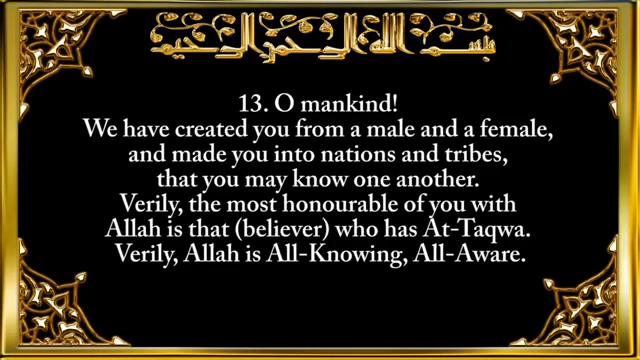 بسم الله الرحمن الرحيم
13. O mankind!
We have created you from a male and a female,
and made you into nations and tribes,
that you may know one another.
Verily, the most honourable of you with
Allah is that (believer) who has At-Taqwa.
Verily, Allah is All-Knowing, All-Aware.